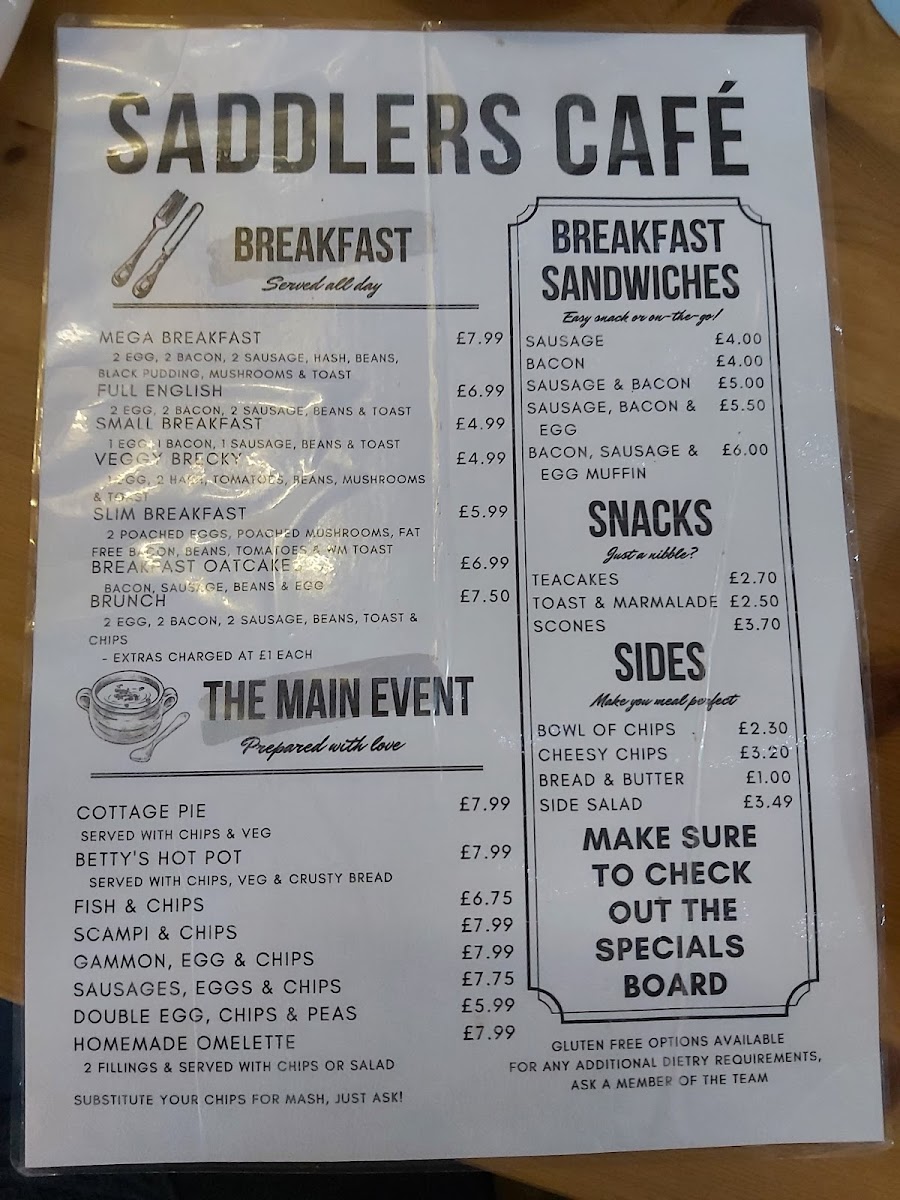 SADDLERS CAFÉ
BREAKFAST
Served all day
MEGA BREAKFAST £7.99
2 EGG, 2 BACON, 2 SAUSAGE, HASH, BEANS,
BLACK PUDDING, MUSHROOMS & TOAST
FULL ENGLISH £6.99
2 EGG, 2 BACON, 2 SAUSAGE, BEANS & TOAST
SMALL BREAKFAST £4.99
1 EGG, 1 BACON, 1 SAUSAGE, BEANS & TOAST
VEGGY BRECKY £4.99
1 EGG, 2 HASH, TOMATOES, BEANS, MUSHROOMS
& TOAST
SLIM BREAKFAST £5.99
2 POACHED EGGS, POACHED MUSHROOMS, FAT
FREE BACON, BEANS, TOMATOES & WM TOAST
BREAKFAST OATCAKES £6.99
BACON, SAUSAGE, BEANS & EGG
BRUNCH £7.50
2 EGG, 2 BACON, 2 SAUSAGE, BEANS, TOAST &
CHIPS
- EXTRAS CHARGED AT £1 EACH
THE MAIN EVENT
Prepared with love
COTTAGE PIE £7.99
SERVED WITH CHIPS & VEG
BETTY'S HOT POT £7.99
SERVED WITH CHIPS, VEG & CRUSTY BREAD
FISH & CHIPS £6.75
SCAMPI & CHIPS £7.99
GAMMON, EGG & CHIPS £7.99
SAUSAGES, EGGS & CHIPS £7.75
DOUBLE EGG, CHIPS & PEAS £5.99
HOMEMADE OMELETTE £7.99
2 FILLINGS & SERVED WITH CHIPS OR SALAD
SUBSTITUTE YOUR CHIPS FOR MASH, JUST ASK!
BREAKFAST
SANDWICHES
Easy snack or on-the-go!
SAUSAGE £4.00
BACON £4.00
SAUSAGE & BACON £5.00
SAUSAGE, BACON & £5.50
EGG
BACON, SAUSAGE & £6.00
EGG MUFFIN
SNACKS
Just a nibble?
TEACAKES £2.70
TOAST & MARMALADE £2.50
SCONES £3.70
SIDES
Make you meal perfect
BOWL OF CHIPS £2.30
CHEESY CHIPS £3.20
BREAD & BUTTER £1.00
SIDE SALAD £3.49
MAKE SURE
TO CHECK
OUT THE
SPECIALS
BOARD
GLUTEN FREE OPTIONS AVAILABLE
FOR ANY ADDITIONAL DIETRY REQUIREMENTS,
ASK A MEMBER OF THE TEAM